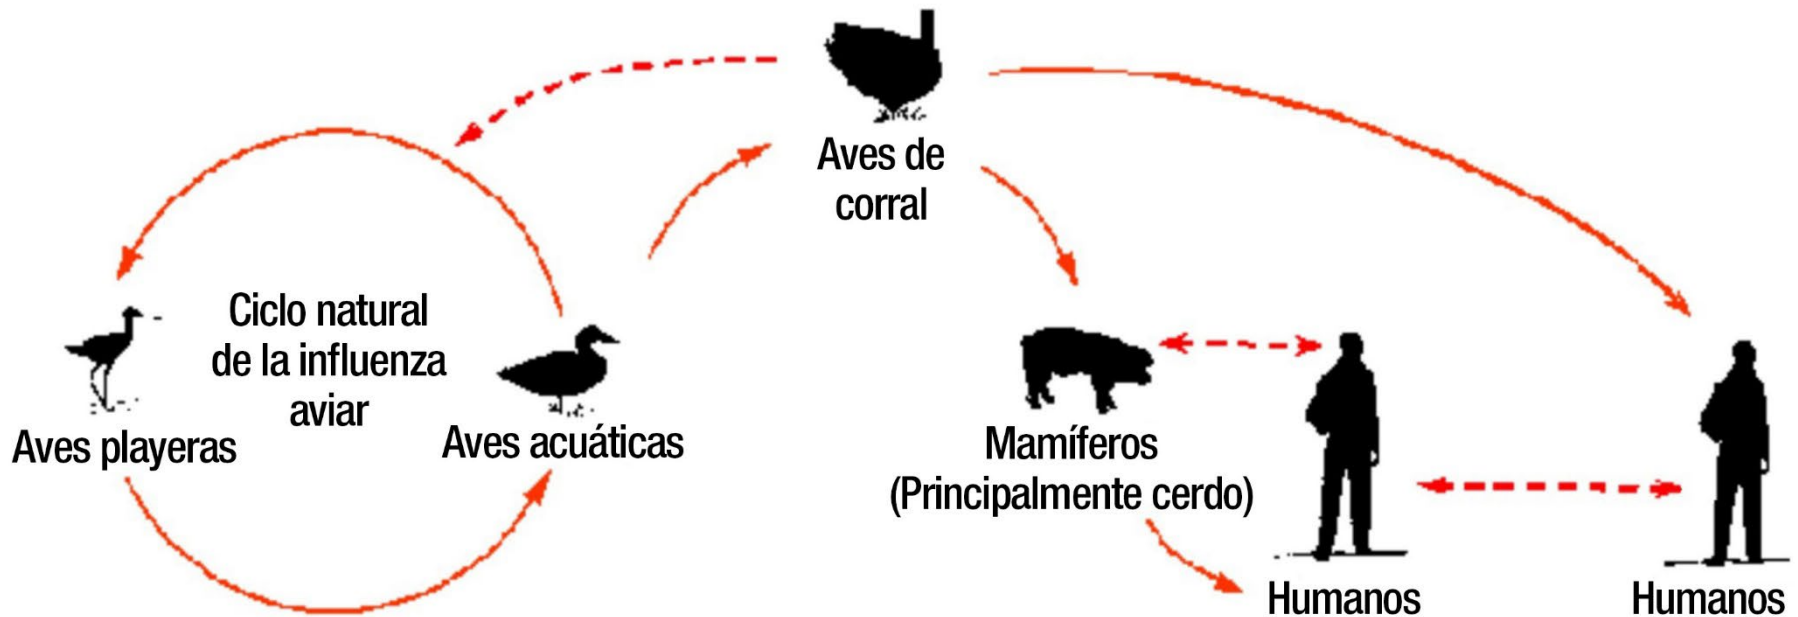 Aves de
corral
Ciclo natural
de la influenza
aviar
Aves playeras
Aves acuáticas
Mamíferos
(Principalmente cerdo)
Humanos
Humanos